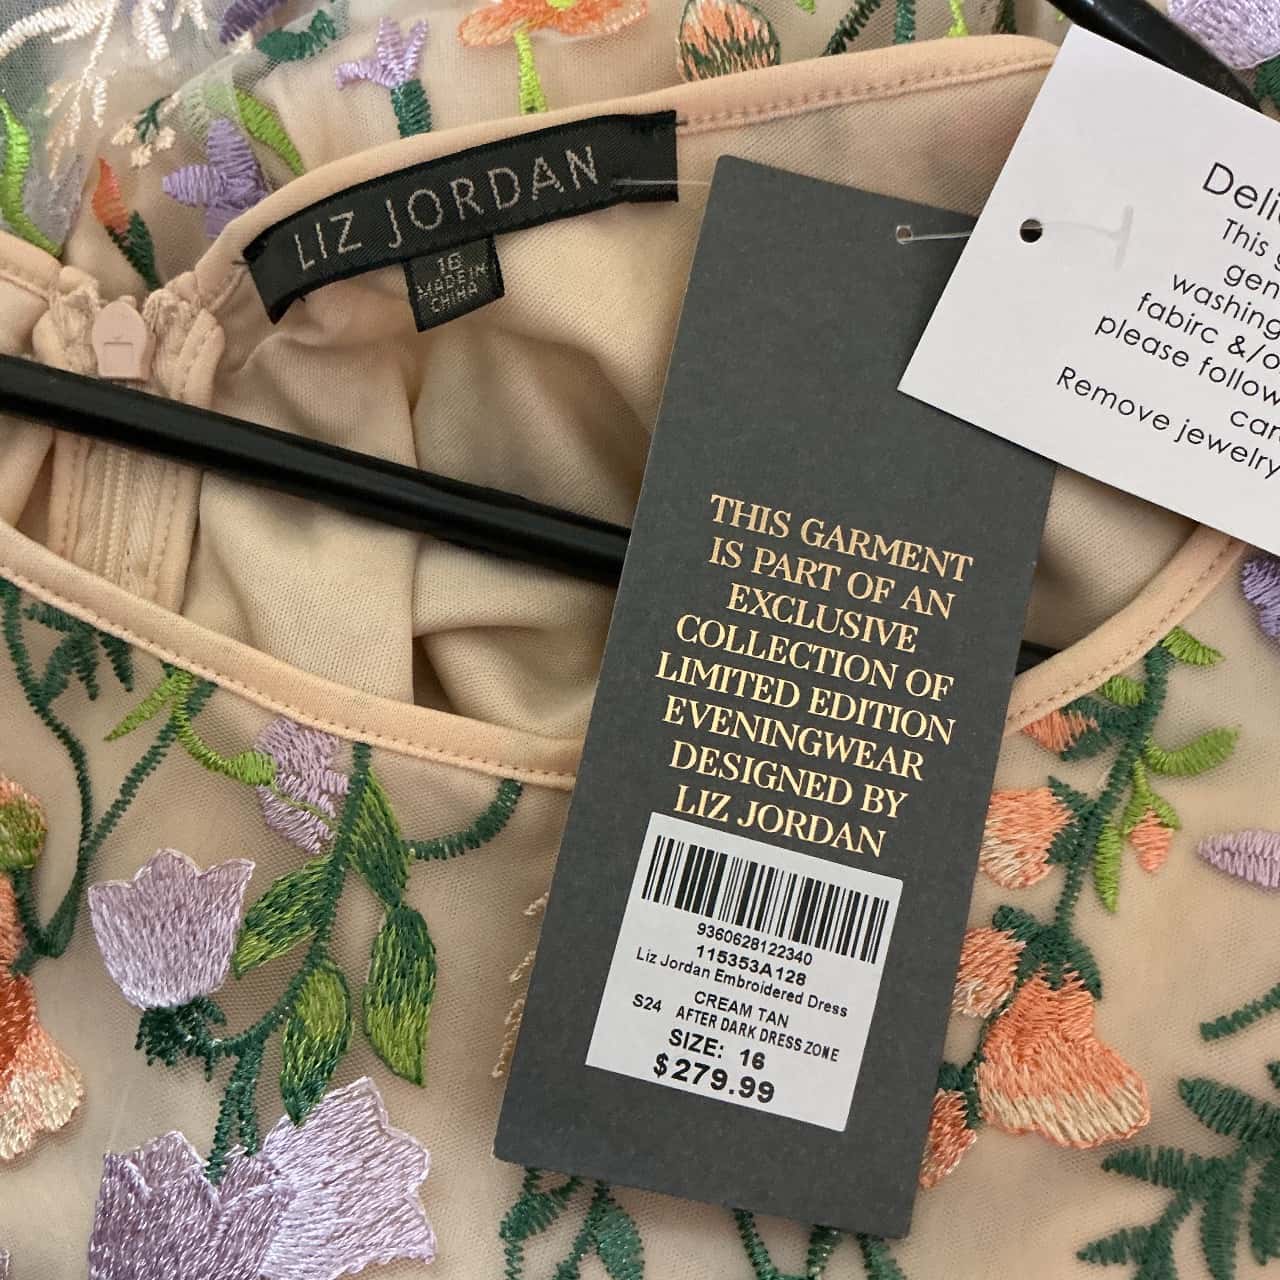 LIZ JORDAN
16
MADE IN
CHINA
THIS GARMENT
IS PART OF AN
EXCLUSIVE
COLLECTION OF
LIMITED EDITION
EVENINGWEAR
DESIGNED BY
LIZ JORDAN
9360628122340
115353A128
Liz Jordan Embroidered Dress
CREAM TAN
S24 AFTER DARK DRESS ZONE
SIZE: 16
$279.99
This
washing
fabirc &/o
please follow
Remove jewelry